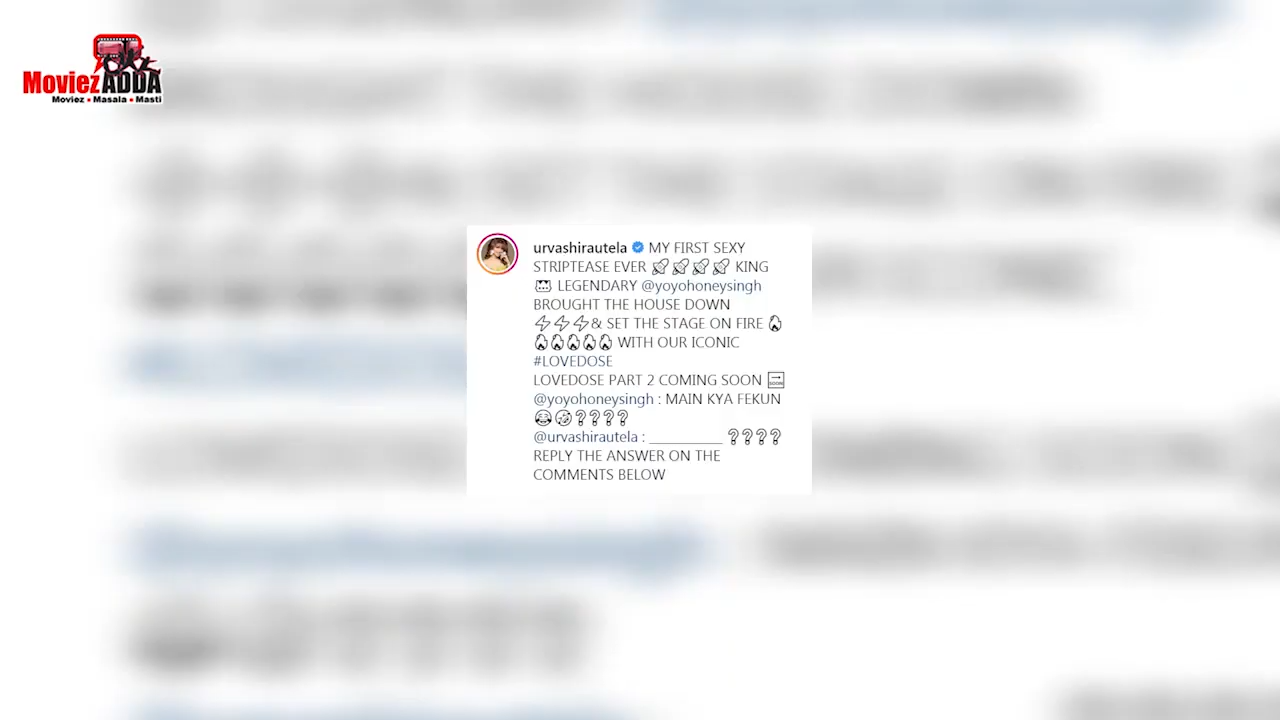 MoviezADDA
Moviez • Masala • Masti
urvashirautela MY FIRST SEXY
STRIPTEASE EVER 🚀🚀🚀🚀 KING
👑 LEGENDARY @yoyohoneysingh
BROUGHT THE HOUSE DOWN
⚡⚡⚡& SET THE STAGE ON FIRE 🔥
🔥🔥🔥🔥🔥 WITH OUR ICONIC
#LOVEDOSE
LOVEDOSE PART 2 COMING SOON 🔜
@yoyohoneysingh : MAIN KYA FEKUN
😂🤣❓❓❓❓
@urvashirautela : __________ ❓❓❓❓
REPLY THE ANSWER ON THE
COMMENTS BELOW